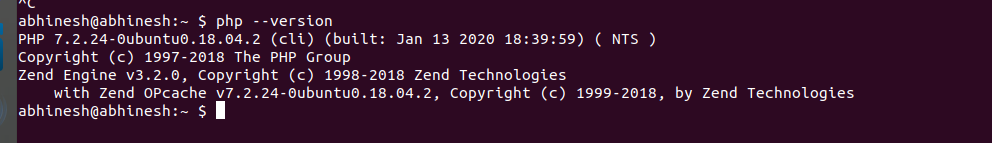 ^C
abhinesh@abhinesh:~ $ php --version
PHP 7.2.24-0ubuntu0.18.04.2 (cli) (built: Jan 13 2020 18:39:59) ( NTS )
Copyright (c) 1997-2018 The PHP Group
Zend Engine v3.2.0, Copyright (c) 1998-2018 Zend Technologies
    with Zend OPcache v7.2.24-0ubuntu0.18.04.2, Copyright (c) 1999-2018, by Zend Technologies
abhinesh@abhinesh:~ $